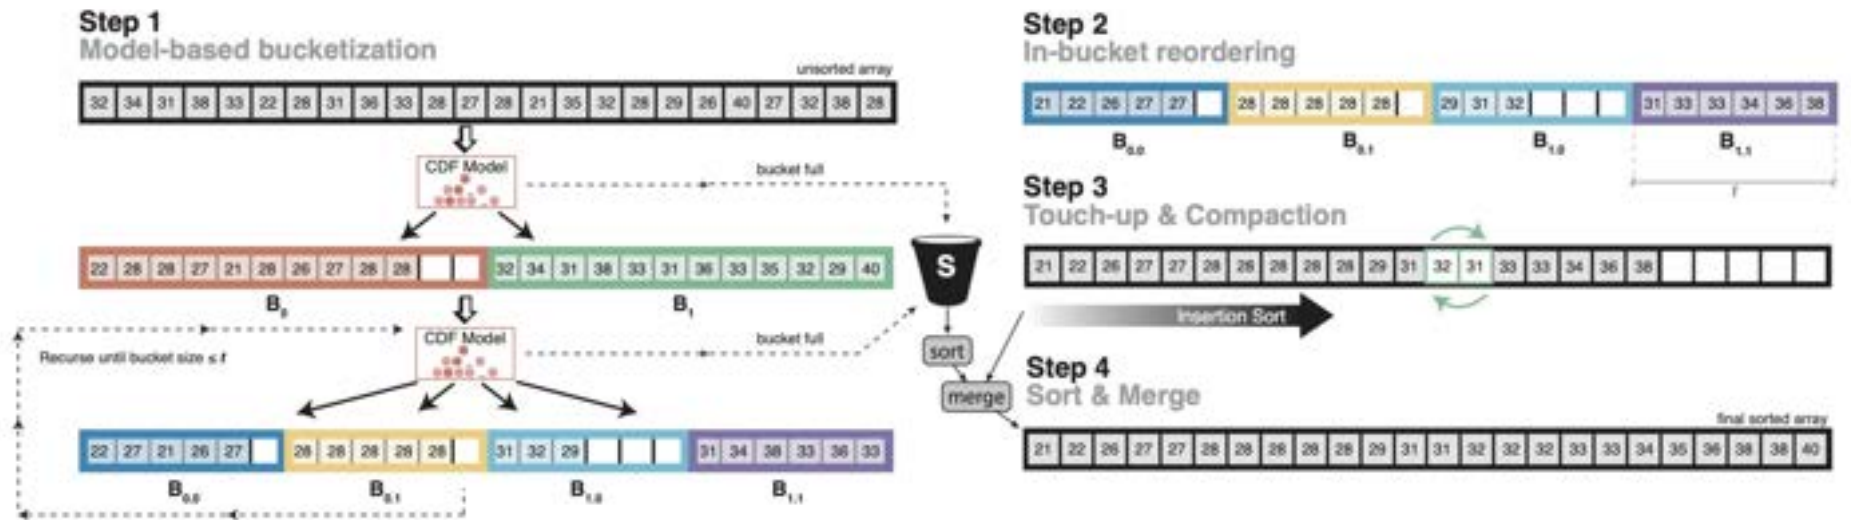 Step 1
Model-based bucketization
unsorted array
32 34 31 38 33 22 28 31 36 33 28 27 28 21 35 32 28 29 26 40 27 32 38 28
CDF Model
bucket full
22 28 28 27 21 28 26 27 28 28 32 34 31 38 33 31 36 33 35 32 29 40
B0 B1
S
CDF Model
bucket full
Recurse until bucket size ≤ t
sort
merge
22 27 21 26 27 28 28 28 28 28 31 32 29 31 34 38 33 36 33
B0.0 B0.1 B1.0 B1.1
Step 2
In-bucket reordering
21 22 26 27 27 28 28 28 28 28 29 31 32 31 33 33 34 36 38
B0.0 B0.1 B1.0 B1.1
Step 3
Touch-up & Compaction
21 22 26 27 27 28 28 28 28 28 29 31 32 31 33 33 34 36 38
Insertion Sort
Step 4
Sort & Merge
final sorted array
21 22 26 27 27 28 28 28 28 28 29 31 31 32 32 32 33 33 34 35 36 38 38 40